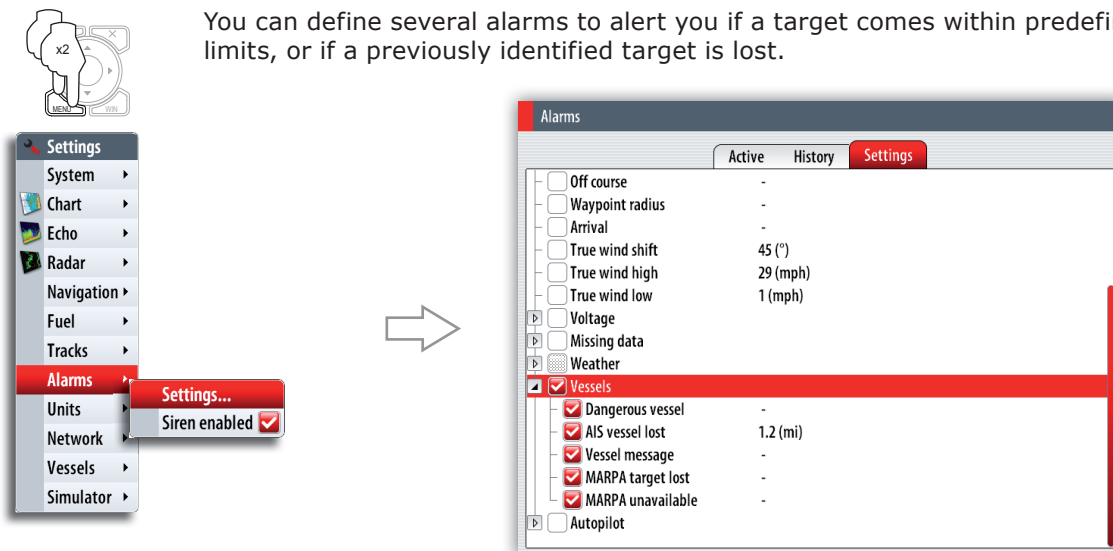 You can define several alarms to alert you if a target comes within predefi
limits, or if a previously identified target is lost.
x2
MENU
WIN
Settings
System
Chart
Echo
Radar
Navigation
Fuel
Tracks
Alarms
Units
Network
Vessels
Simulator
Settings...
Siren enabled
Alarms
Active History Settings
Off course -
Waypoint radius -
Arrival -
True wind shift 45 (°)
True wind high 29 (mph)
True wind low 1 (mph)
Voltage
Missing data
Weather
Vessels
Dangerous vessel -
AIS vessel lost 1.2 (mi)
Vessel message -
MARPA target lost -
MARPA unavailable -
Autopilot